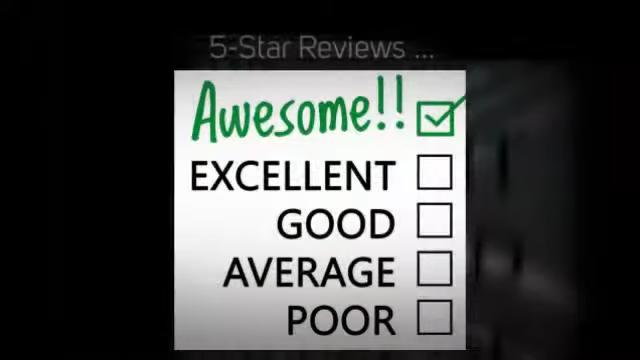 5-Star Reviews ...
Awesome!!
EXCELLENT
GOOD
AVERAGE
POOR